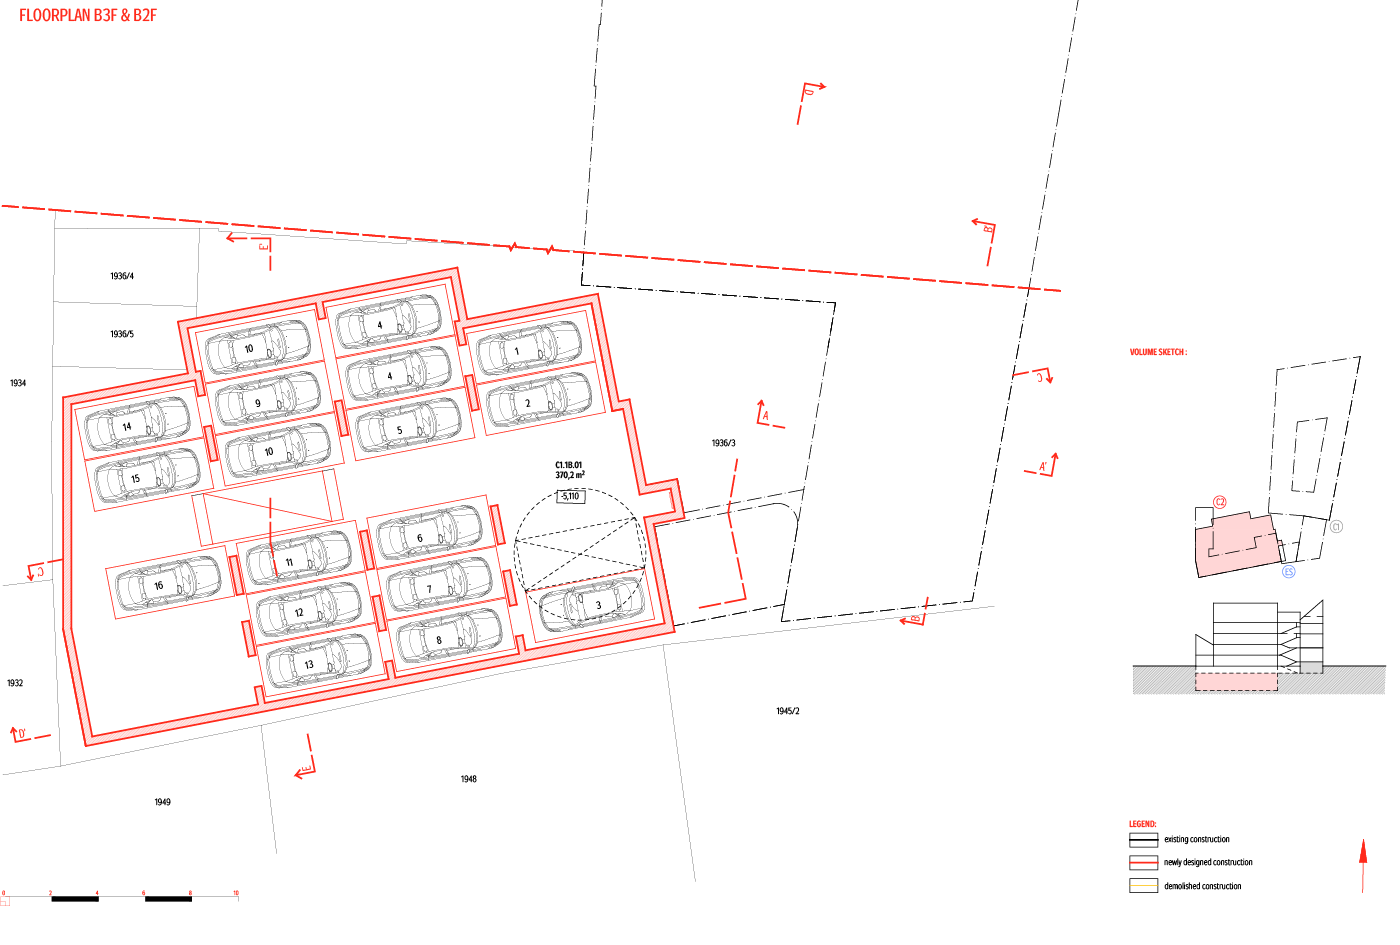 FLOORPLAN B3F & B2F
D
B'
E'
1936/4
1936/5
1934
10
4
1
9
4
2
14
10
5
15
VOLUME SKETCH :
C'
A
1936/3
A'
C1.1B.01
370,2 m²
-5,110
C2
C1
ES
6
11
16
7
12
3
8
13
C
B
1932
D'
1945/2
E
1948
1949
LEGEND:
existing construction
newly designed construction
demolished construction
0 2 4 6 8 10